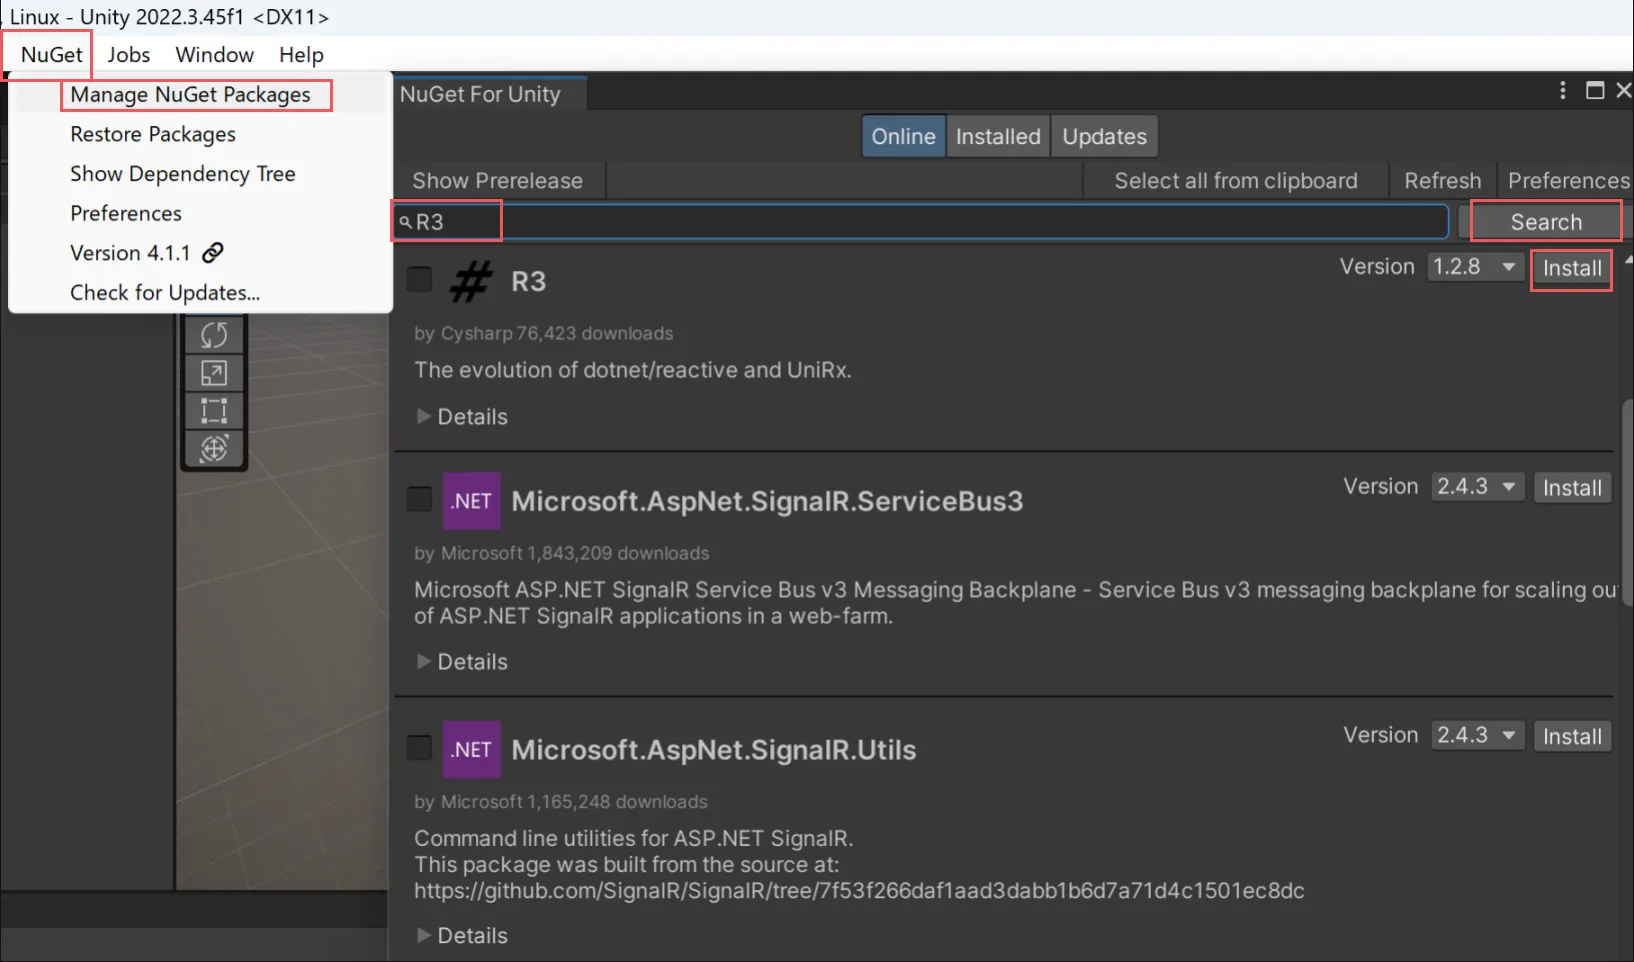 , Linux - Unity 2022.3.45f1 <DX11>
NuGet Jobs Window Help
Manage NuGet Packages
Restore Packages
Show Dependency Tree
Preferences
Version 4.1.1
Check for Updates...
NuGet For Unity
Online Installed Updates
Show Prerelease Select all from clipboard Refresh Preferences
R3 Search
# R3 Version 1.2.8 Install
by Cysharp 76,423 downloads
The evolution of dotnet/reactive and UniRx.
Details
.NET Microsoft.AspNet.SignalR.ServiceBus3 Version 2.4.3 Install
by Microsoft 1,843,209 downloads
Microsoft ASP.NET SignalR Service Bus v3 Messaging Backplane - Service Bus v3 messaging backplane for scaling ou
of ASP.NET SignalR applications in a web-farm.
Details
.NET Microsoft.AspNet.SignalR.Utils Version 2.4.3 Install
by Microsoft 1,165,248 downloads
Command line utilities for ASP.NET SignalR.
This package was built from the source at:
https://github.com/SignalR/SignalR/tree/7f53f266daf1aad3dabb1b6d7a71d4c1501ec8dc
Details